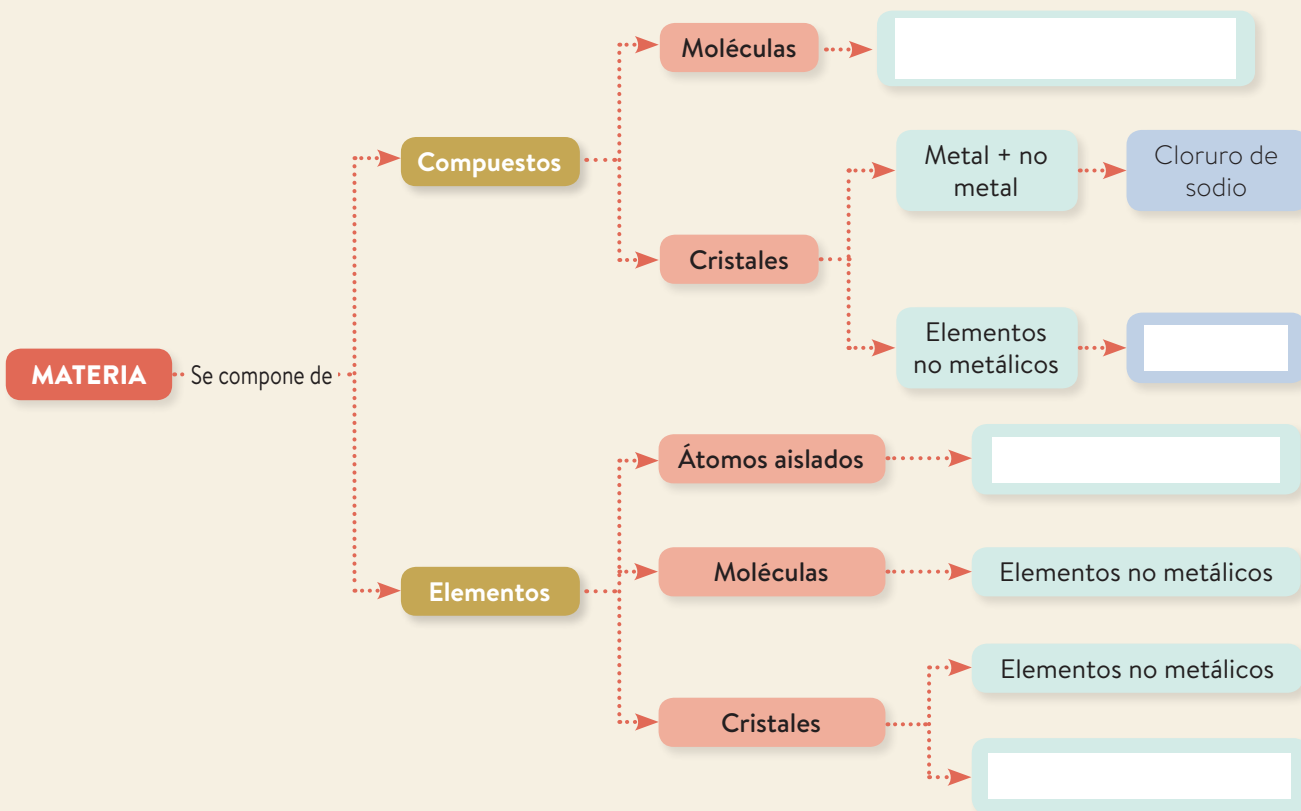 Moléculas
Compuestos
Metal + no
metal
Cloruro de
sodio
Cristales
Elementos
no metálicos
MATERIA
Se compone de
Átomos aislados
Elementos
Moléculas
Elementos no metálicos
Elementos no metálicos
Cristales